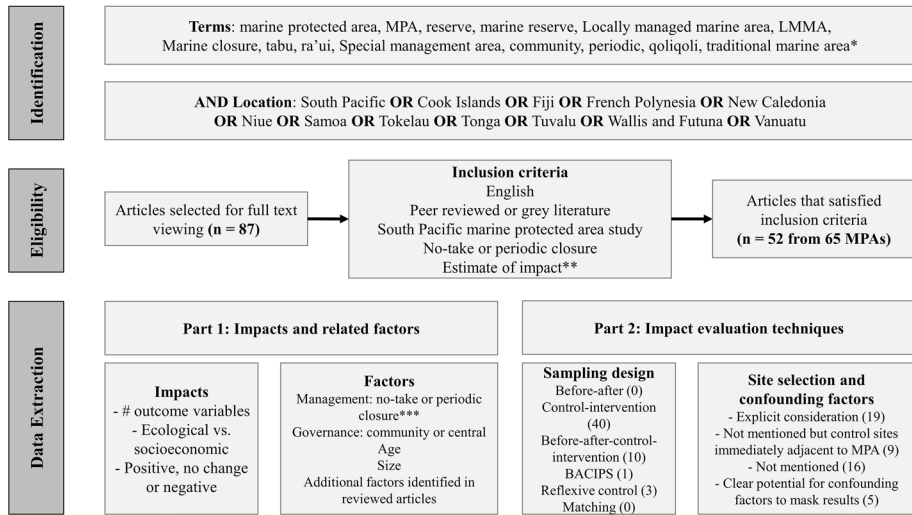 Identification
Terms: marine protected area, MPA, reserve, marine reserve, Locally managed marine area, LMMA,
Marine closure, tabu, ra'ui, Special management area, community, periodic, qoliqoli, traditional marine area*
AND Location: South Pacific OR Cook Islands OR Fiji OR French Polynesia OR New Caledonia
OR Niue OR Samoa OR Tokelau OR Tonga OR Tuvalu OR Wallis and Futuna OR Vanuatu
Eligibility
Articles selected for full text
viewing (n = 87)
Inclusion criteria
English
Peer reviewed or grey literature
South Pacific marine protected area study
No-take or periodic closure
Estimate of impact**
Articles that satisfied
inclusion criteria
(n = 52 from 65 MPAs)
Data Extraction
Part 1: Impacts and related factors
Impacts
- # outcome variables
- Ecological vs.
socioeconomic
- Positive, no change
or negative
Factors
Management: no-take or periodic
closure***
Governance: community or central
Age
Size
Additional factors identified in
reviewed articles
Part 2: Impact evaluation techniques
Sampling design
Before-after (0)
Control-intervention
(40)
Before-after-control-
intervention (10)
BACIPS (1)
Reflexive control (3)
Matching (0)
Site selection and
confounding factors
- Explicit consideration (19)
- Not mentioned but control sites
immediately adjacent to MPA (9)
- Not mentioned (16)
- Clear potential for confounding
factors to mask results (5)